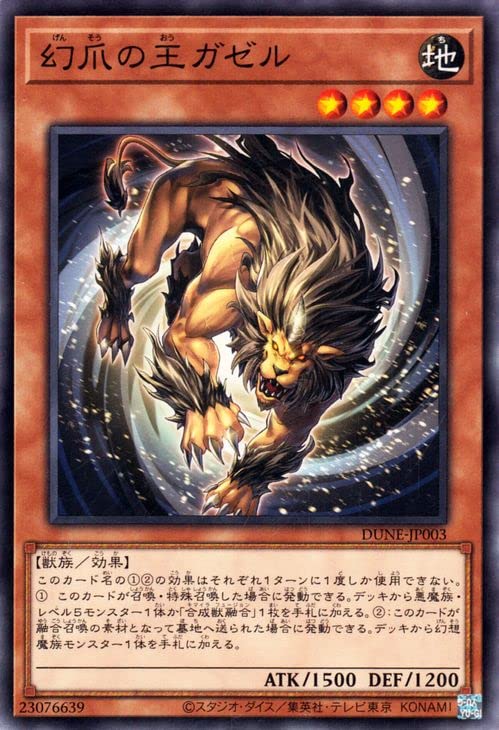 幻爪の王ガゼル
地
DUNE-JP003
【獣族／効果】
このカード名の①②の効果はそれぞれ1ターンに1度しか使用できない。
①：このカードが召喚・特殊召喚した場合に発動できる。デッキから悪魔族・
レベル5モンスター1体か「合成獣融合」1枚を手札に加える。②：このカードが
融合召喚の素材となって墓地へ送られた場合に発動できる。デッキから幻想
魔族モンスター1体を手札に加える。
ATK/1500 DEF/1200
23076639 ©スタジオ・ダイス／集英社・テレビ東京 KONAMI